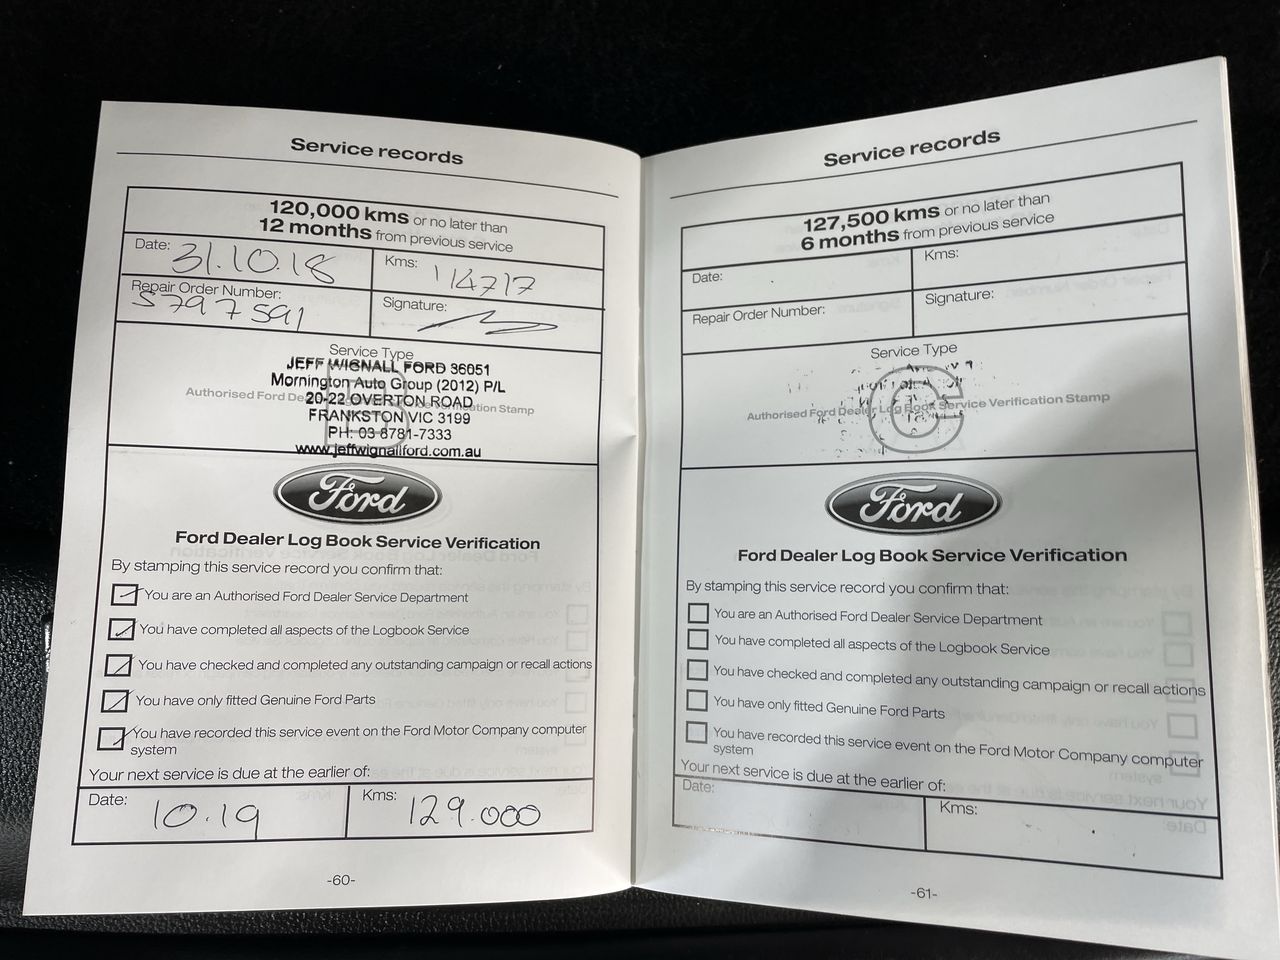 Service records
120,000 kms or no later than
12 months from previous service
Date: 31.10.18
Kms: 114717
Repair Order Number: 5797591
Signature:
Service Type
JEFF WIGNALL FORD 36051
Mornington Auto Group (2012) P/L
20-22 OVERTON ROAD
FRANKSTON VIC 3199
PH: 03 8781-7333
www.jeffwignallford.com.au
B
Authorised Ford Dealer Log Book Service Verification Stamp
Ford
Ford Dealer Log Book Service Verification
By stamping this service record you confirm that:
You are an Authorised Ford Dealer Service Department
You have completed all aspects of the Logbook Service
You have checked and completed any outstanding campaign or recall actions
You have only fitted Genuine Ford Parts
You have recorded this service event on the Ford Motor Company computer
system
Your next service is due at the earlier of:
Date: 10.19
Kms: 129.000
-60-
Service records
127,500 kms or no later than
6 months from previous service
Date:
Kms:
Repair Order Number:
Signature:
Service Type
C
Authorised Ford Dealer Log Book Service Verification Stamp
Ford
Ford Dealer Log Book Service Verification
By stamping this service record you confirm that:
You are an Authorised Ford Dealer Service Department
You have completed all aspects of the Logbook Service
You have checked and completed any outstanding campaign or recall actions
You have only fitted Genuine Ford Parts
You have recorded this service event on the Ford Motor Company computer
system
Your next service is due at the earlier of:
Date:
Kms:
-61-